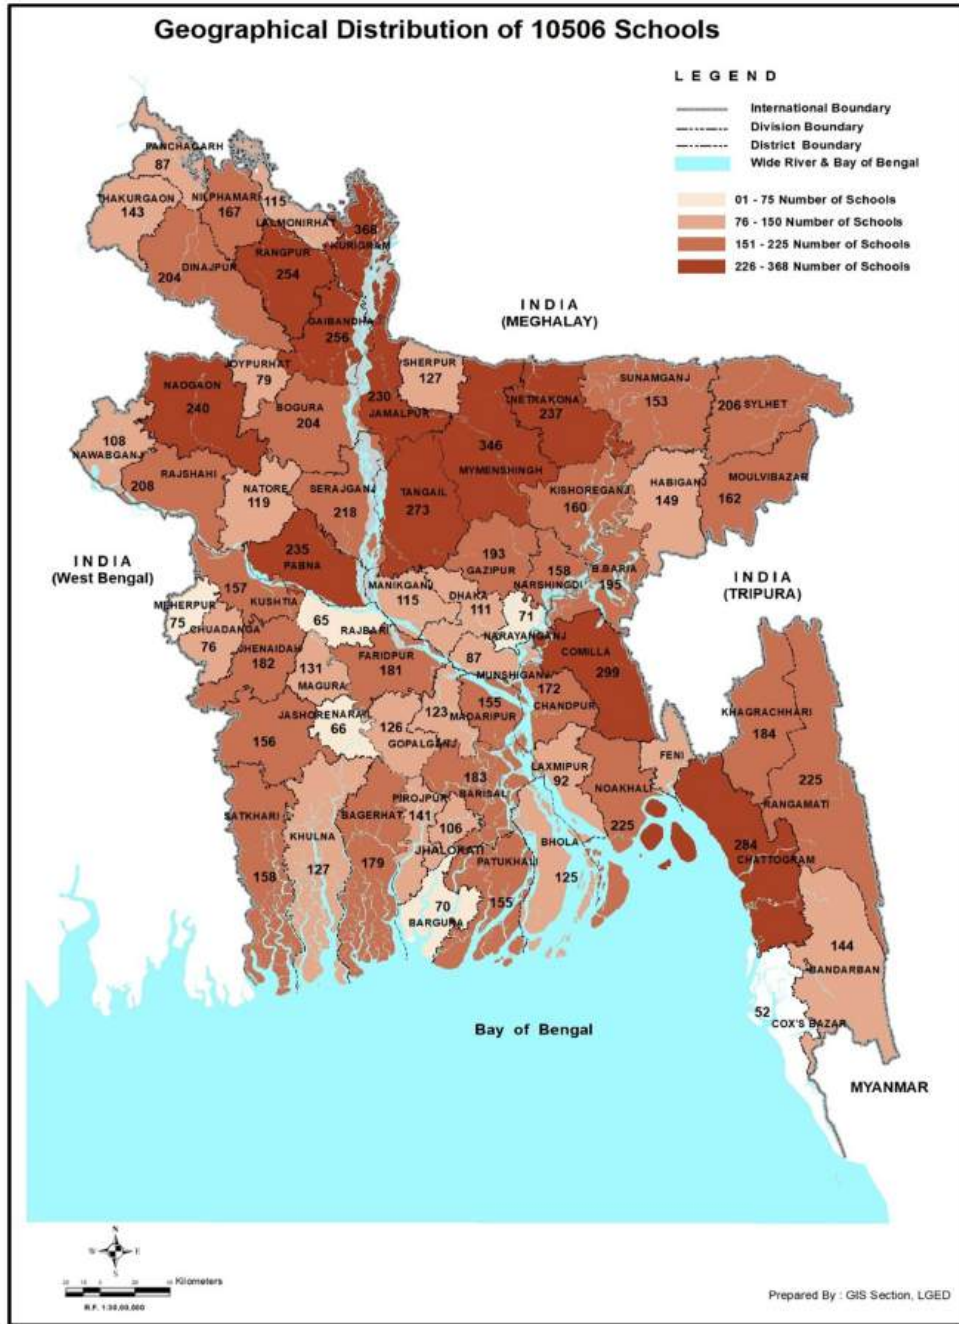 Geographical Distribution of 10506 Schools
LEGEND
International Boundary
Division Boundary
District Boundary
Wide River & Bay of Bengal
01 - 75 Number of Schools
76 - 150 Number of Schools
151 - 225 Number of Schools
226 - 368 Number of Schools
PANCHAGARH
87
THAKURGAON
143
NILPHAMARI
167
115
LALMONIRHAT
368
KURIGRAM
RANGPUR
254
DINAJPUR
204
GAIBANDHA
256
INDIA
(MEGHALAY)
JOYPURHAT
79
SHERPUR
127
NAOGAON
240
BOGURA
204
230
JAMALPUR
NETRAKONA
237
SUNAMGANJ
153
206 SYLHET
108
NAWABGANJ
346
MYMENSINGH
RAJSHAHI
208
NATORE
119
SERAJGANJ
218
TANGAIL
273
KISHOREGANJ
160
HABIGANJ
149
MOULVIBAZAR
162
INDIA
(West Bengal)
235
PABNA
193
GAZIPUR
158
NARSHINGDI
B.BARIA
195
INDIA
(TRIPURA)
157
KUSHTIA
MANIKGANJ
115
DHAKA
111
71
NARAYANGANJ
MEHERPUR
75
CHUADANGA
76
65
RAJBARI
JHENAIDAH
182
131
MAGURA
FARIDPUR
181
87
MUNSHIGANJ
COMILLA
299
172
CHANDPUR
JASHORE
156
NARAIL
66
126
GOPALGANJ
123
155
MADARIPUR
KHAGRACHHARI
184
225
RANGAMATI
LAXMIPUR
92
FENI
NOAKHALI
225
183
BARISAL
PIROJPUR
141
SATKHARI
158
KHULNA
127
BAGERHAT
179
106
JHALOKATI
BHOLA
125
PATUKHALI
155
70
BARGUNA
284
CHATTOGRAM
144
BANDARBAN
52
COX'S BAZAR
Bay of Bengal
MYANMAR
N
W E
S
Kilometers
R.F. 1:30,00,000
Prepared By : GIS Section, LGED